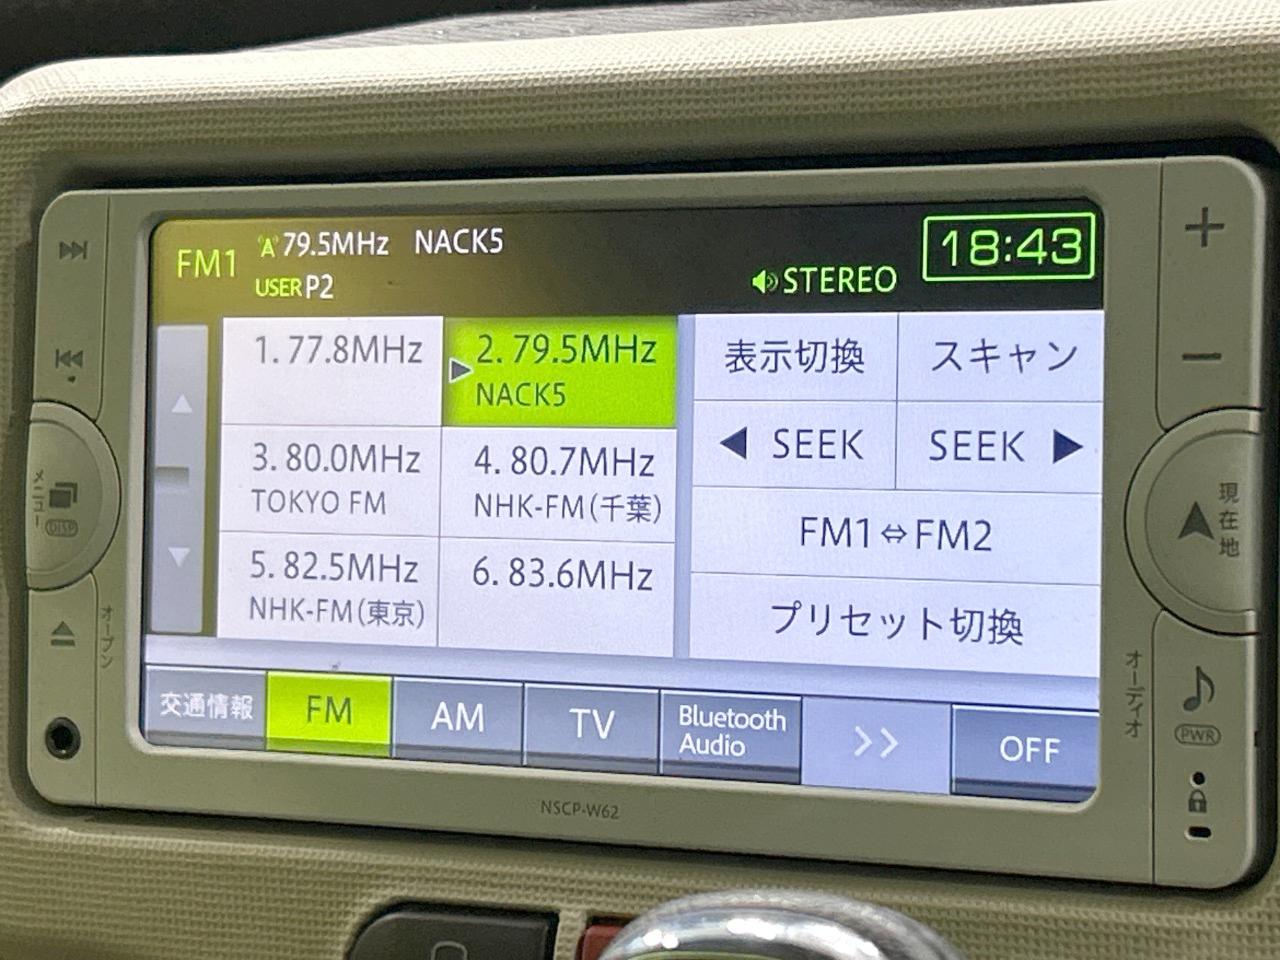 FM1
79.5MHz NACK5
USER P2
STEREO
18:43
1. 77.8MHz
2. 79.5MHz
NACK5
3. 80.0MHz
TOKYO FM
4. 80.7MHz
NHK-FM(千葉)
5. 82.5MHz
NHK-FM(東京)
6. 83.6MHz
表示切換
スキャン
◀ SEEK
SEEK ▶
FM1⇔FM2
プリセット切換
交通情報
FM
AM
TV
Bluetooth
Audio
>>
OFF
メニュー
DISP
オープン
現在地
オーディオ
PWR
NSCP-W62